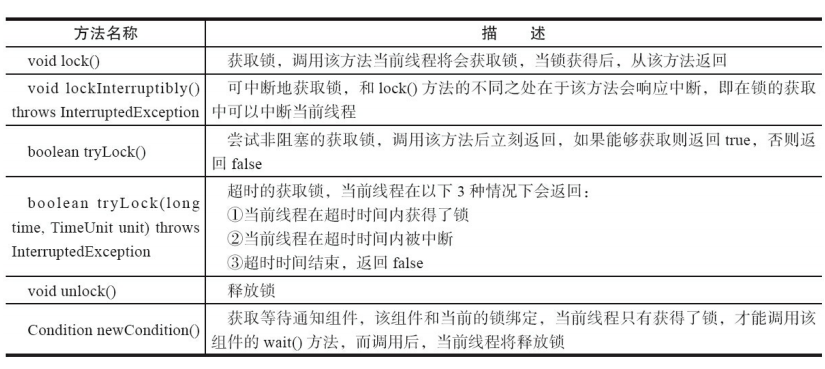 方法名称 描 述
void lock() 获取锁，调用该方法当前线程将会获取锁，当锁获得后，从该方法返回
void lockInterruptibly() throws InterruptedException
可中断地获取锁，和 lock() 方法的不同之处在于该方法会响应中断，即在锁的获取
中可以中断当前线程
boolean tryLock()
尝试非阻塞的获取锁，调用该方法后立刻返回，如果能够获取则返回 true，否则返
回 false
boolean tryLock(long
time, TimeUnit unit) throws
InterruptedException
超时的获取锁，当前线程在以下 3 种情况下会返回：
①当前线程在超时时间内获得了锁
②当前线程在超时时间内被中断
③超时时间结束，返回 false
void unlock() 释放锁
Condition newCondition()
获取等待通知组件，该组件和当前的锁绑定，当前线程只有获得了锁，才能调用该
组件的 wait() 方法，而调用后，当前线程将释放锁